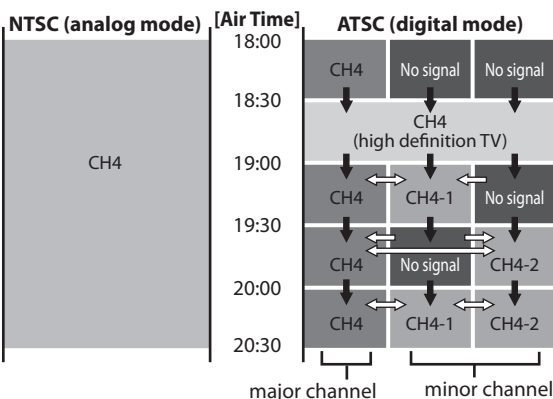 NTSC (analog mode) [Air Time] ATSC (digital mode)
18:00
CH4 No signal No signal
18:30
CH4
(high definition TV)
CH4
19:00
CH4 CH4-1 No signal
19:30
CH4 No signal CH4-2
20:00
CH4 CH4-1 CH4-2
20:30
major channel minor channel